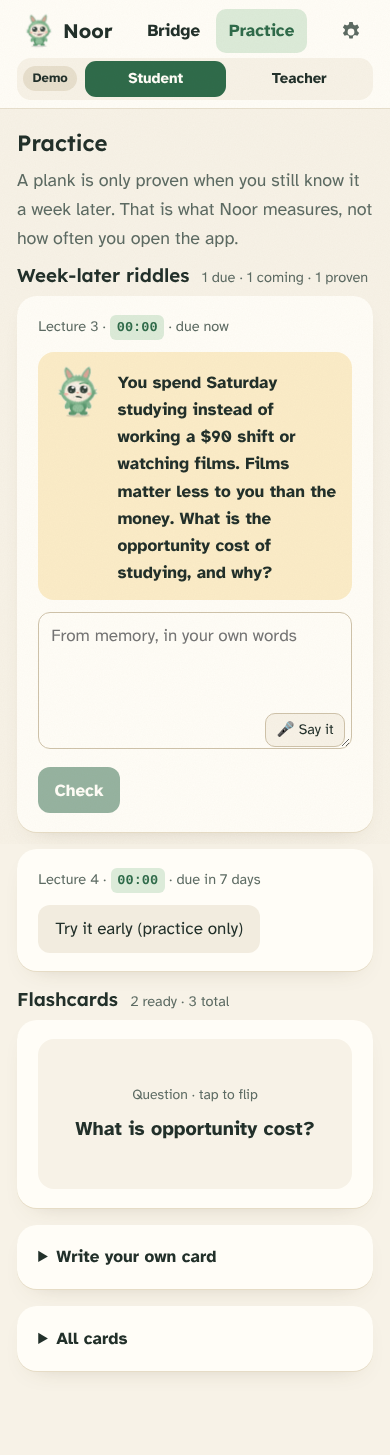 Noor Bridge Practice
Demo Student Teacher
Practice
A plank is only proven when you still know it
a week later. That is what Noor measures, not
how often you open the app.
Week-later riddles 1 due · 1 coming · 1 proven
Lecture 3 · 00:00 · due now
You spend Saturday
studying instead of
working a $90 shift or
watching films. Films
matter less to you than the
money. What is the
opportunity cost of
studying, and why?
From memory, in your own words
🎤 Say it
Check
Lecture 4 · 00:00 · due in 7 days
Try it early (practice only)
Flashcards 2 ready · 3 total
Question · tap to flip
What is opportunity cost?
▶ Write your own card
▶ All cards